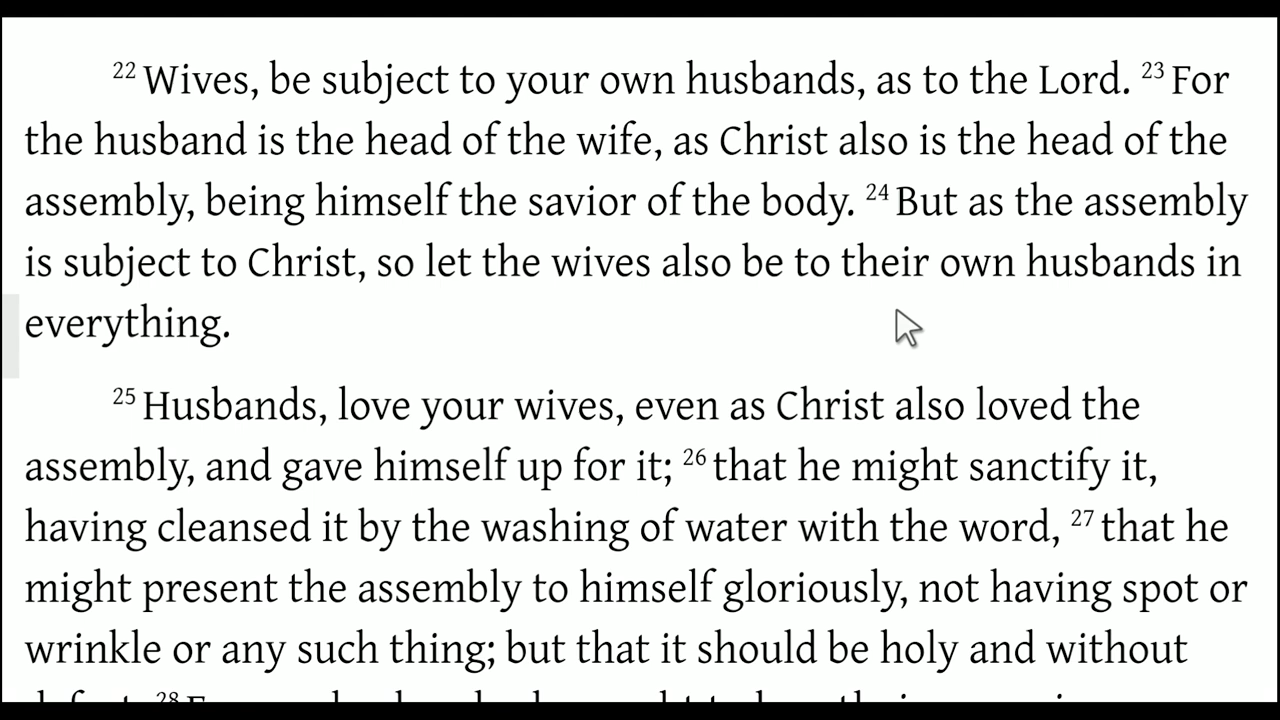 22 Wives, be subject to your own husbands, as to the Lord. 23 For
the husband is the head of the wife, as Christ also is the head of the
assembly, being himself the savior of the body. 24 But as the assembly
is subject to Christ, so let the wives also be to their own husbands in
everything.
25 Husbands, love your wives, even as Christ also loved the
assembly, and gave himself up for it; 26 that he might sanctify it,
having cleansed it by the washing of water with the word, 27 that he
might present the assembly to himself gloriously, not having spot or
wrinkle or any such thing; but that it should be holy and without
28